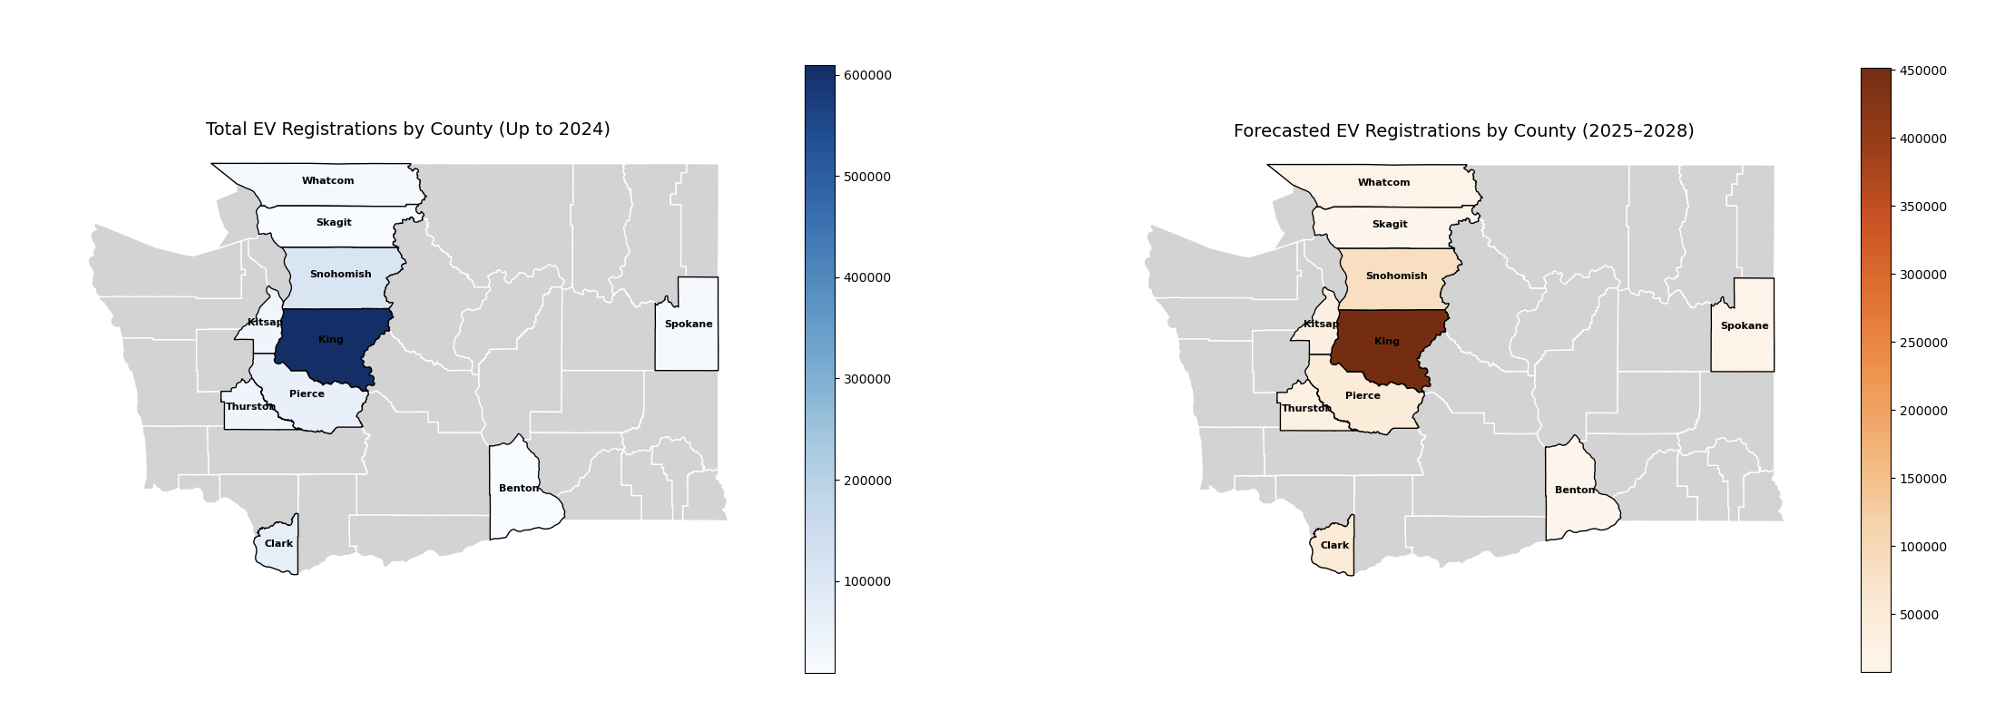 Total EV Registrations by County (Up to 2024)
Whatcom
Skagit
Snohomish
Kitsap
King
Spokane
Pierce
Thurston
Benton
Clark
600000
500000
400000
300000
200000
100000
Forecasted EV Registrations by County (2025–2028)
Whatcom
Skagit
Snohomish
Kitsap
King
Spokane
Pierce
Thurston
Benton
Clark
450000
400000
350000
300000
250000
200000
150000
100000
50000